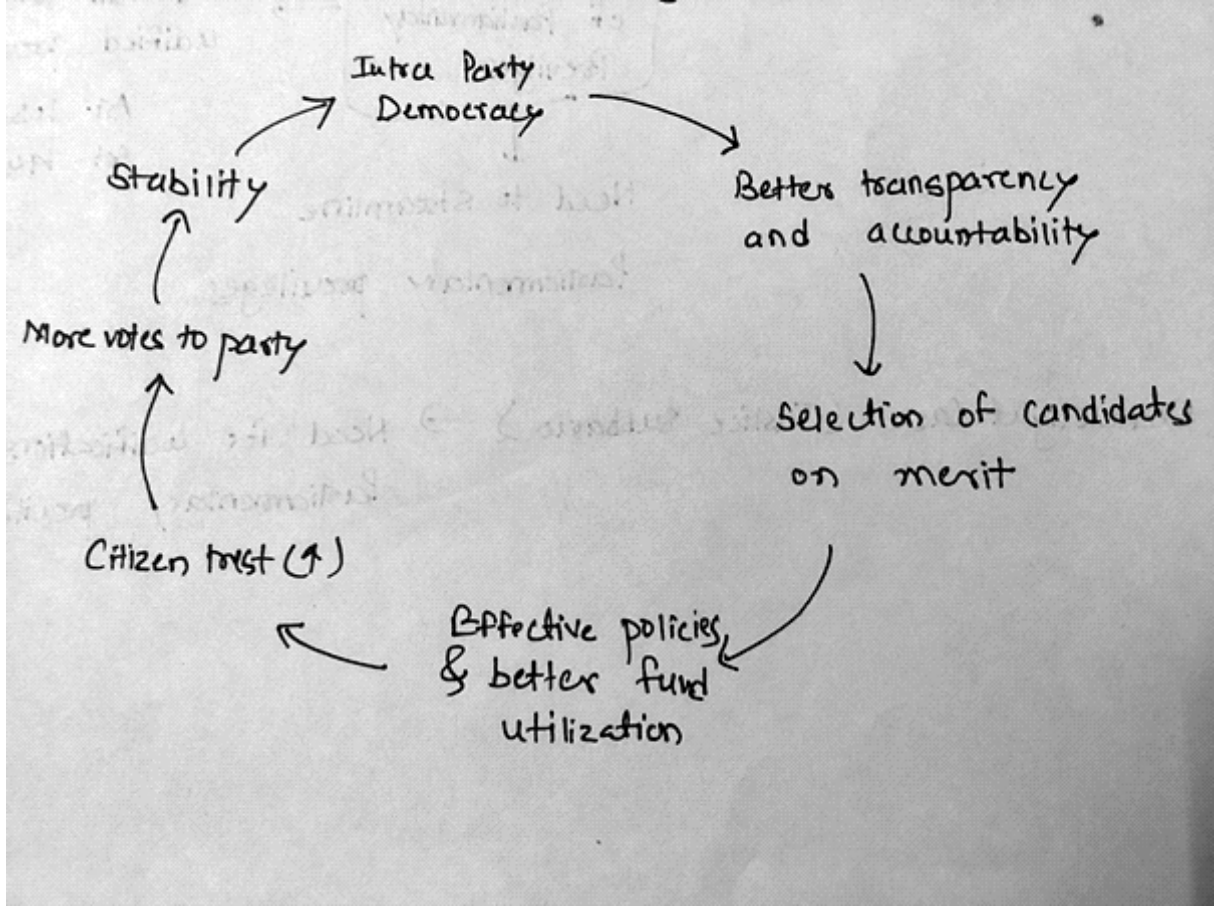 Intra Party
Democracy
Better transparency
and accountability
Selection of candidates
on merit
Effective policies
& better fund
utilization
Citizen trust (↑)
More votes to party
Stability